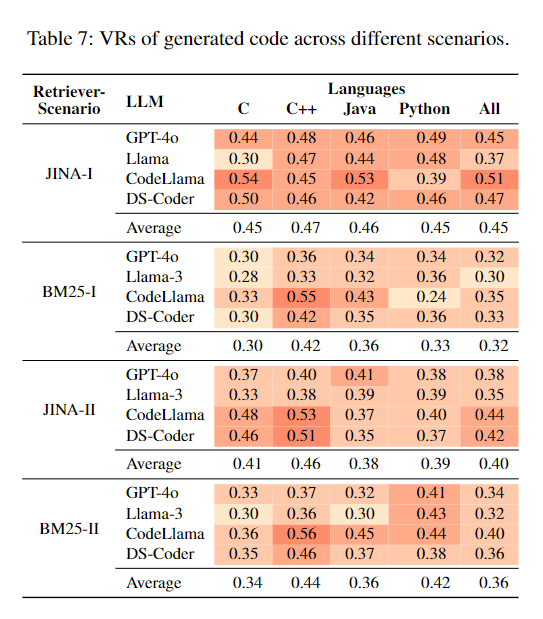 Table 7: VRs of generated code across different scenarios.
Retriever-Scenario LLM Languages
C C++ Java Python All
JINA-I
GPT-4o 0.44 0.48 0.46 0.49 0.45
Llama 0.30 0.47 0.44 0.48 0.37
CodeLlama 0.54 0.45 0.53 0.39 0.51
DS-Coder 0.50 0.46 0.42 0.46 0.47
Average 0.45 0.47 0.46 0.45 0.45
BM25-I
GPT-4o 0.30 0.36 0.34 0.34 0.32
Llama-3 0.28 0.33 0.32 0.36 0.30
CodeLlama 0.33 0.55 0.43 0.24 0.35
DS-Coder 0.30 0.42 0.35 0.36 0.33
Average 0.30 0.42 0.36 0.33 0.32
JINA-II
GPT-4o 0.37 0.40 0.41 0.38 0.38
Llama-3 0.33 0.38 0.39 0.39 0.35
CodeLlama 0.48 0.53 0.37 0.40 0.44
DS-Coder 0.46 0.51 0.35 0.37 0.42
Average 0.41 0.46 0.38 0.39 0.40
BM25-II
GPT-4o 0.33 0.37 0.32 0.41 0.34
Llama-3 0.30 0.36 0.30 0.43 0.32
CodeLlama 0.36 0.56 0.45 0.44 0.40
DS-Coder 0.35 0.46 0.37 0.38 0.36
Average 0.34 0.44 0.36 0.42 0.36